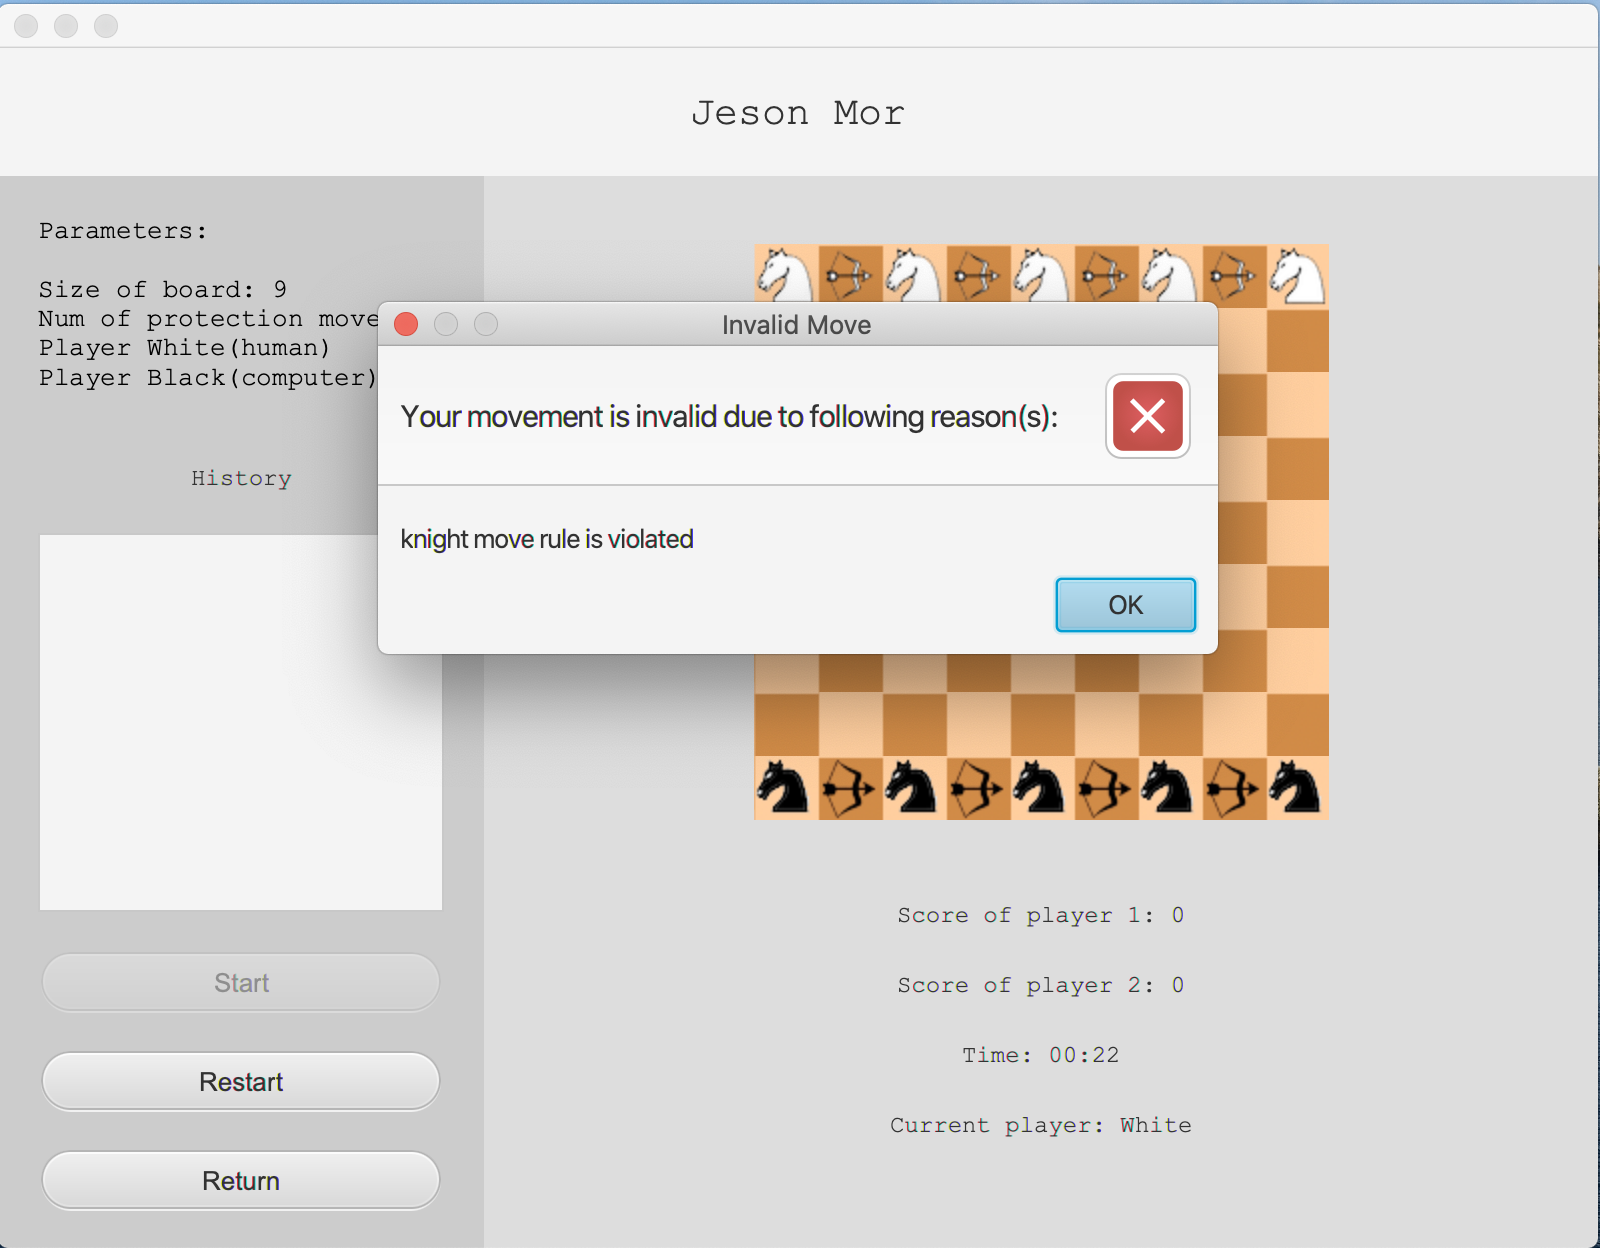 Jeson Mor
Parameters:
Size of board: 9
Num of protection move
Player White(human)
Player Black(computer)
History
Start
Restart
Return
Invalid Move
Your movement is invalid due to following reason(s):
knight move rule is violated
OK
Score of player 1: 0
Score of player 2: 0
Time: 00:22
Current player: White